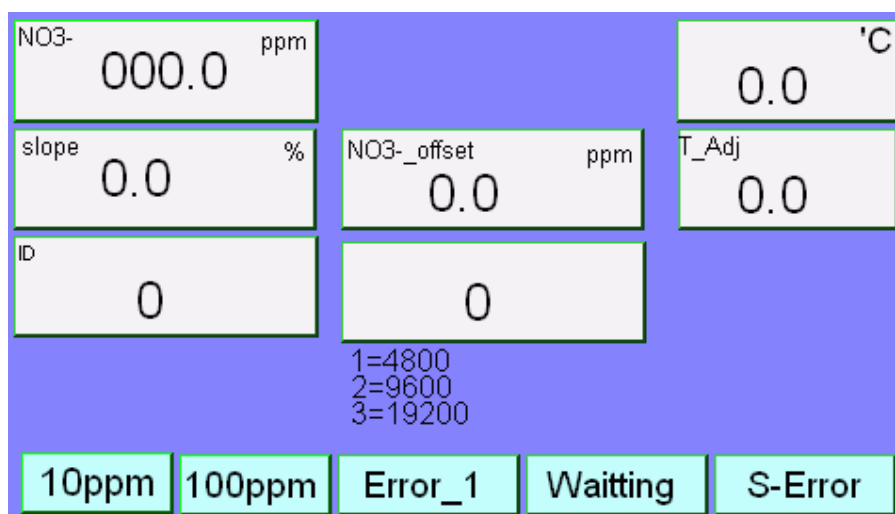 NO3- ppm 'C
000.0 0.0
slope % NO3-_offset ppm T_Adj
0.0 0.0 0.0
ID
0 0
1=4800
2=9600
3=19200
10ppm 100ppm Error_1 Waitting S-Error